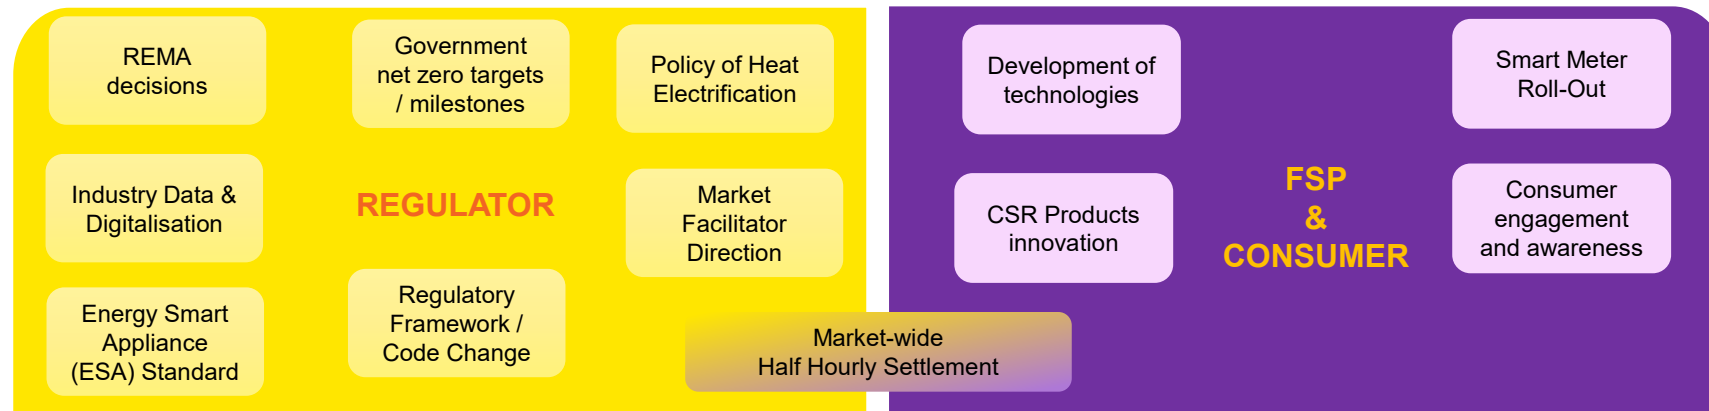 REMA
decisions
Government
net zero targets
/ milestones
Policy of Heat
Electrification
Industry Data &
Digitalisation
REGULATOR
Market
Facilitator
Direction
Energy Smart
Appliance
(ESA) Standard
Regulatory
Framework /
Code Change
Market-wide
Half Hourly Settlement
Development of
technologies
Smart Meter
Roll-Out
CSR Products
innovation
FSP
&
CONSUMER
Consumer
engagement
and awareness